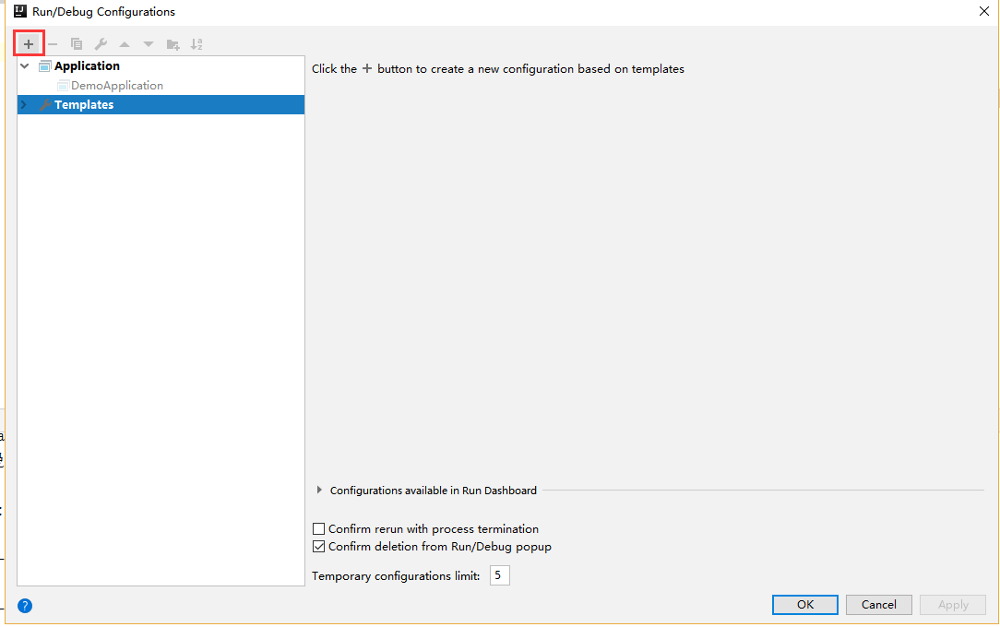 Run/Debug Configurations
Application
DemoApplication
Templates
Click the + button to create a new configuration based on templates
Configurations available in Run Dashboard
Confirm rerun with process termination
Confirm deletion from Run/Debug popup
Temporary configurations limit: 5
? OK Cancel Apply